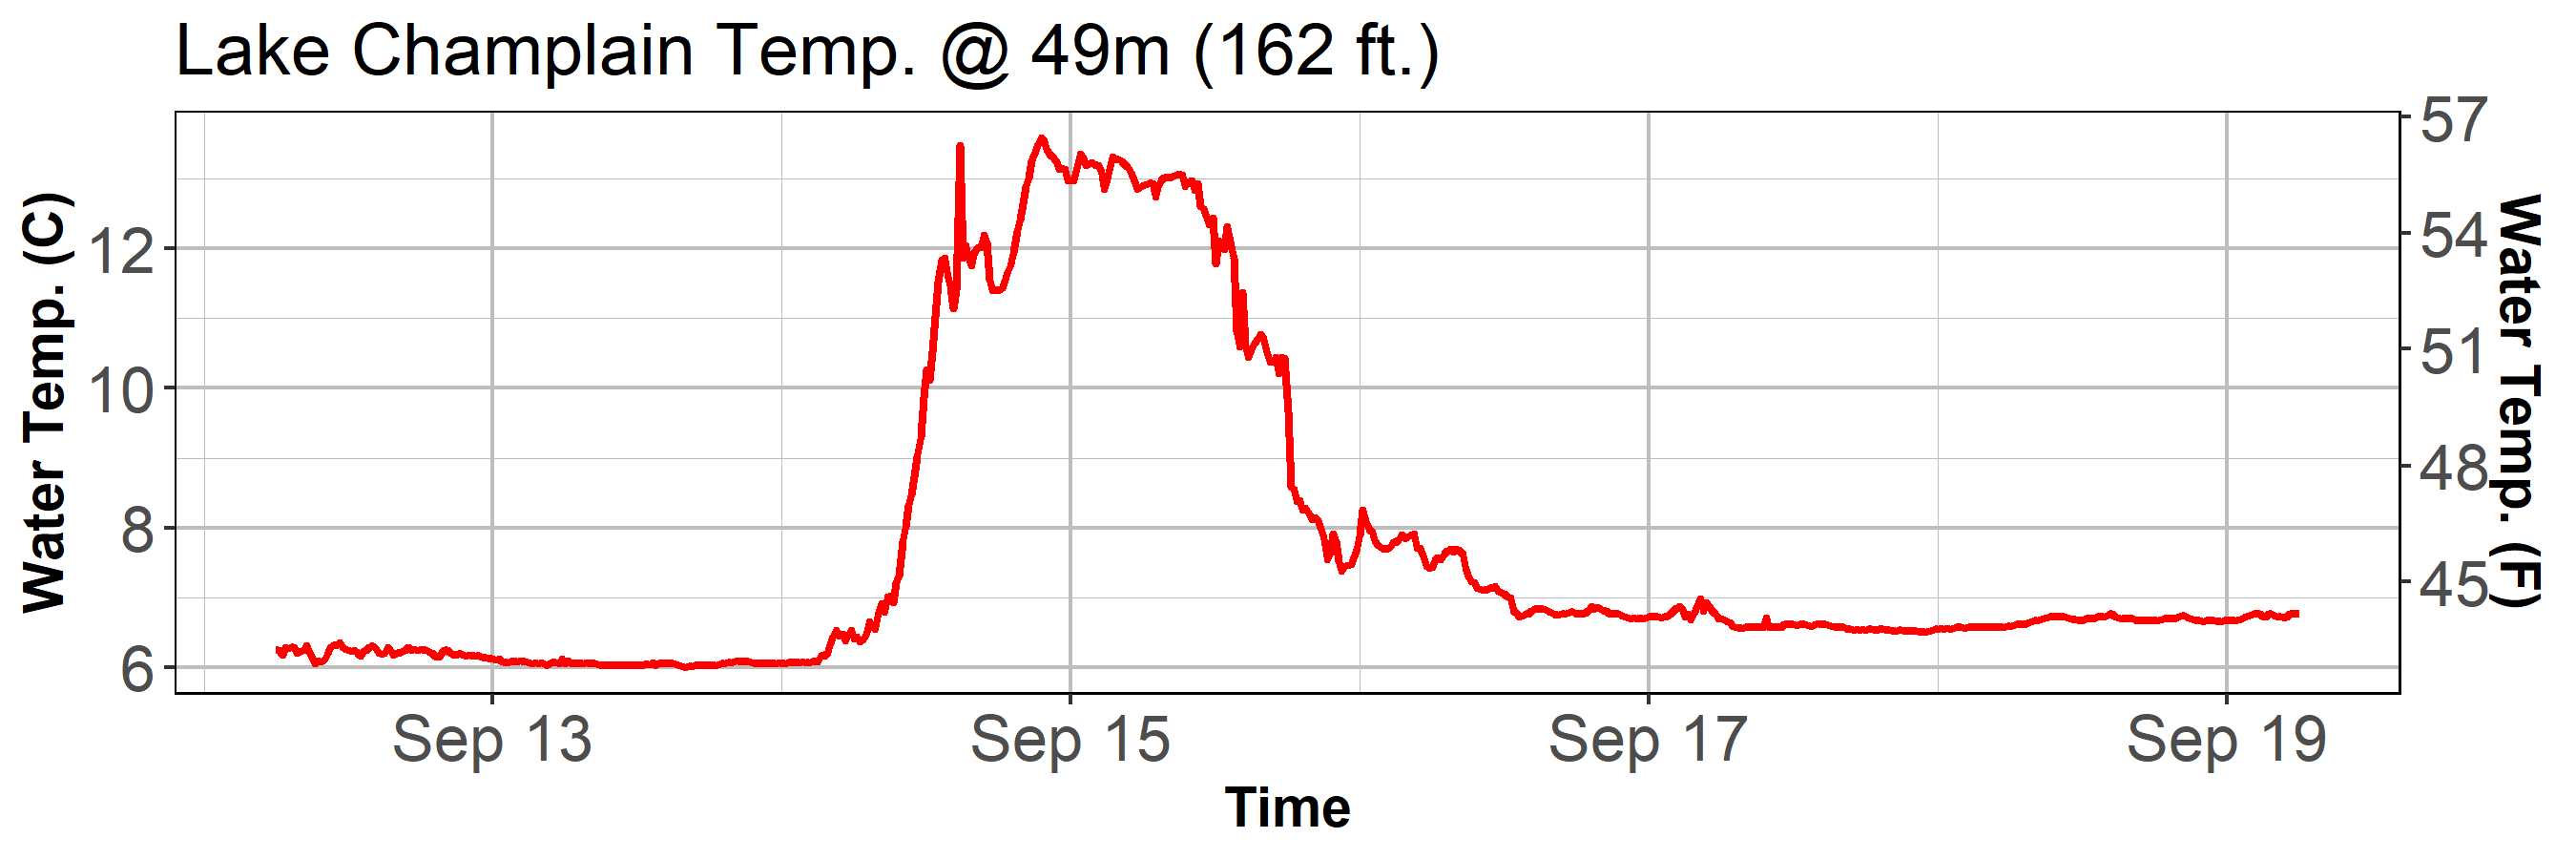 Lake Champlain Temp. @ 49m (162 ft.)
Water Temp. (C)
12
10
8
6
57
54
51
48
45
Water Temp. (F)
Sep 13
Sep 15
Sep 17
Sep 19
Time